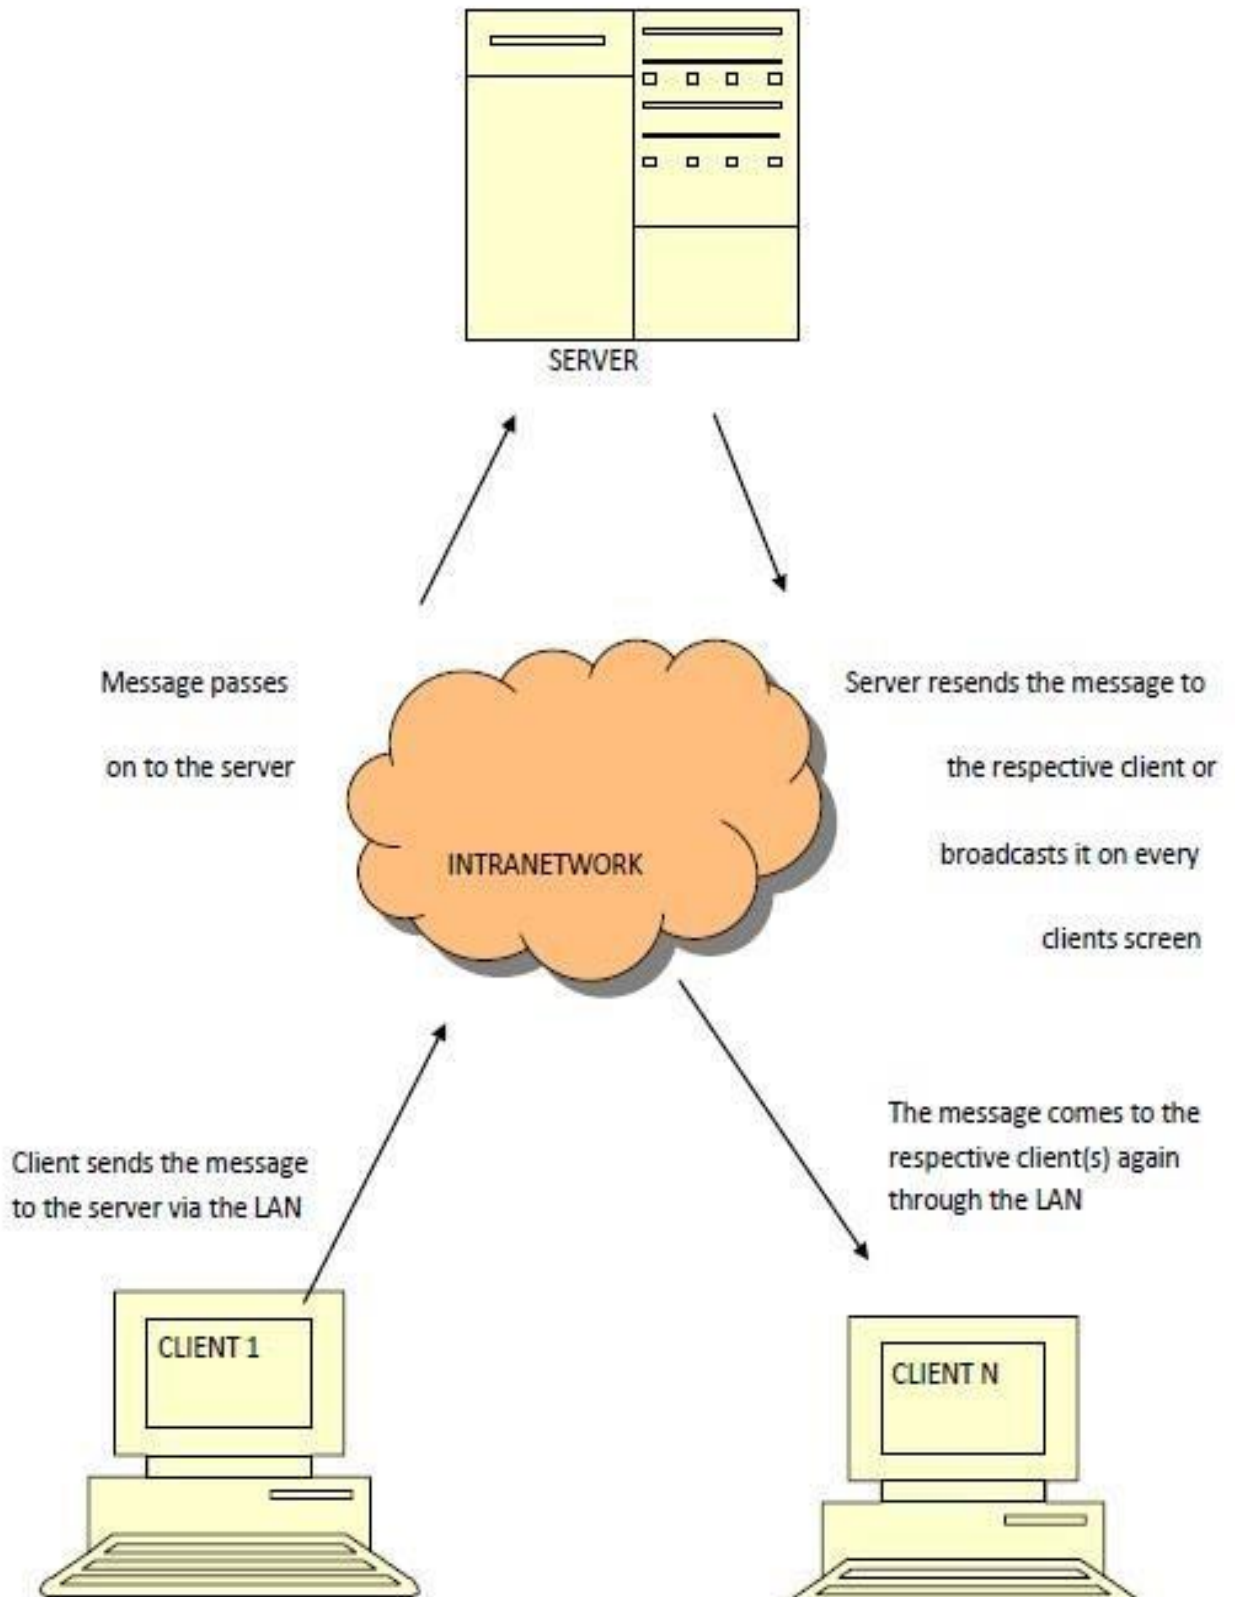 SERVER
Message passes
on to the server
Server resends the message to
the respective client or
broadcasts it on every
clients screen
INTRANETWORK
Client sends the message
to the server via the LAN
The message comes to the
respective client(s) again
through the LAN
CLIENT 1
CLIENT N